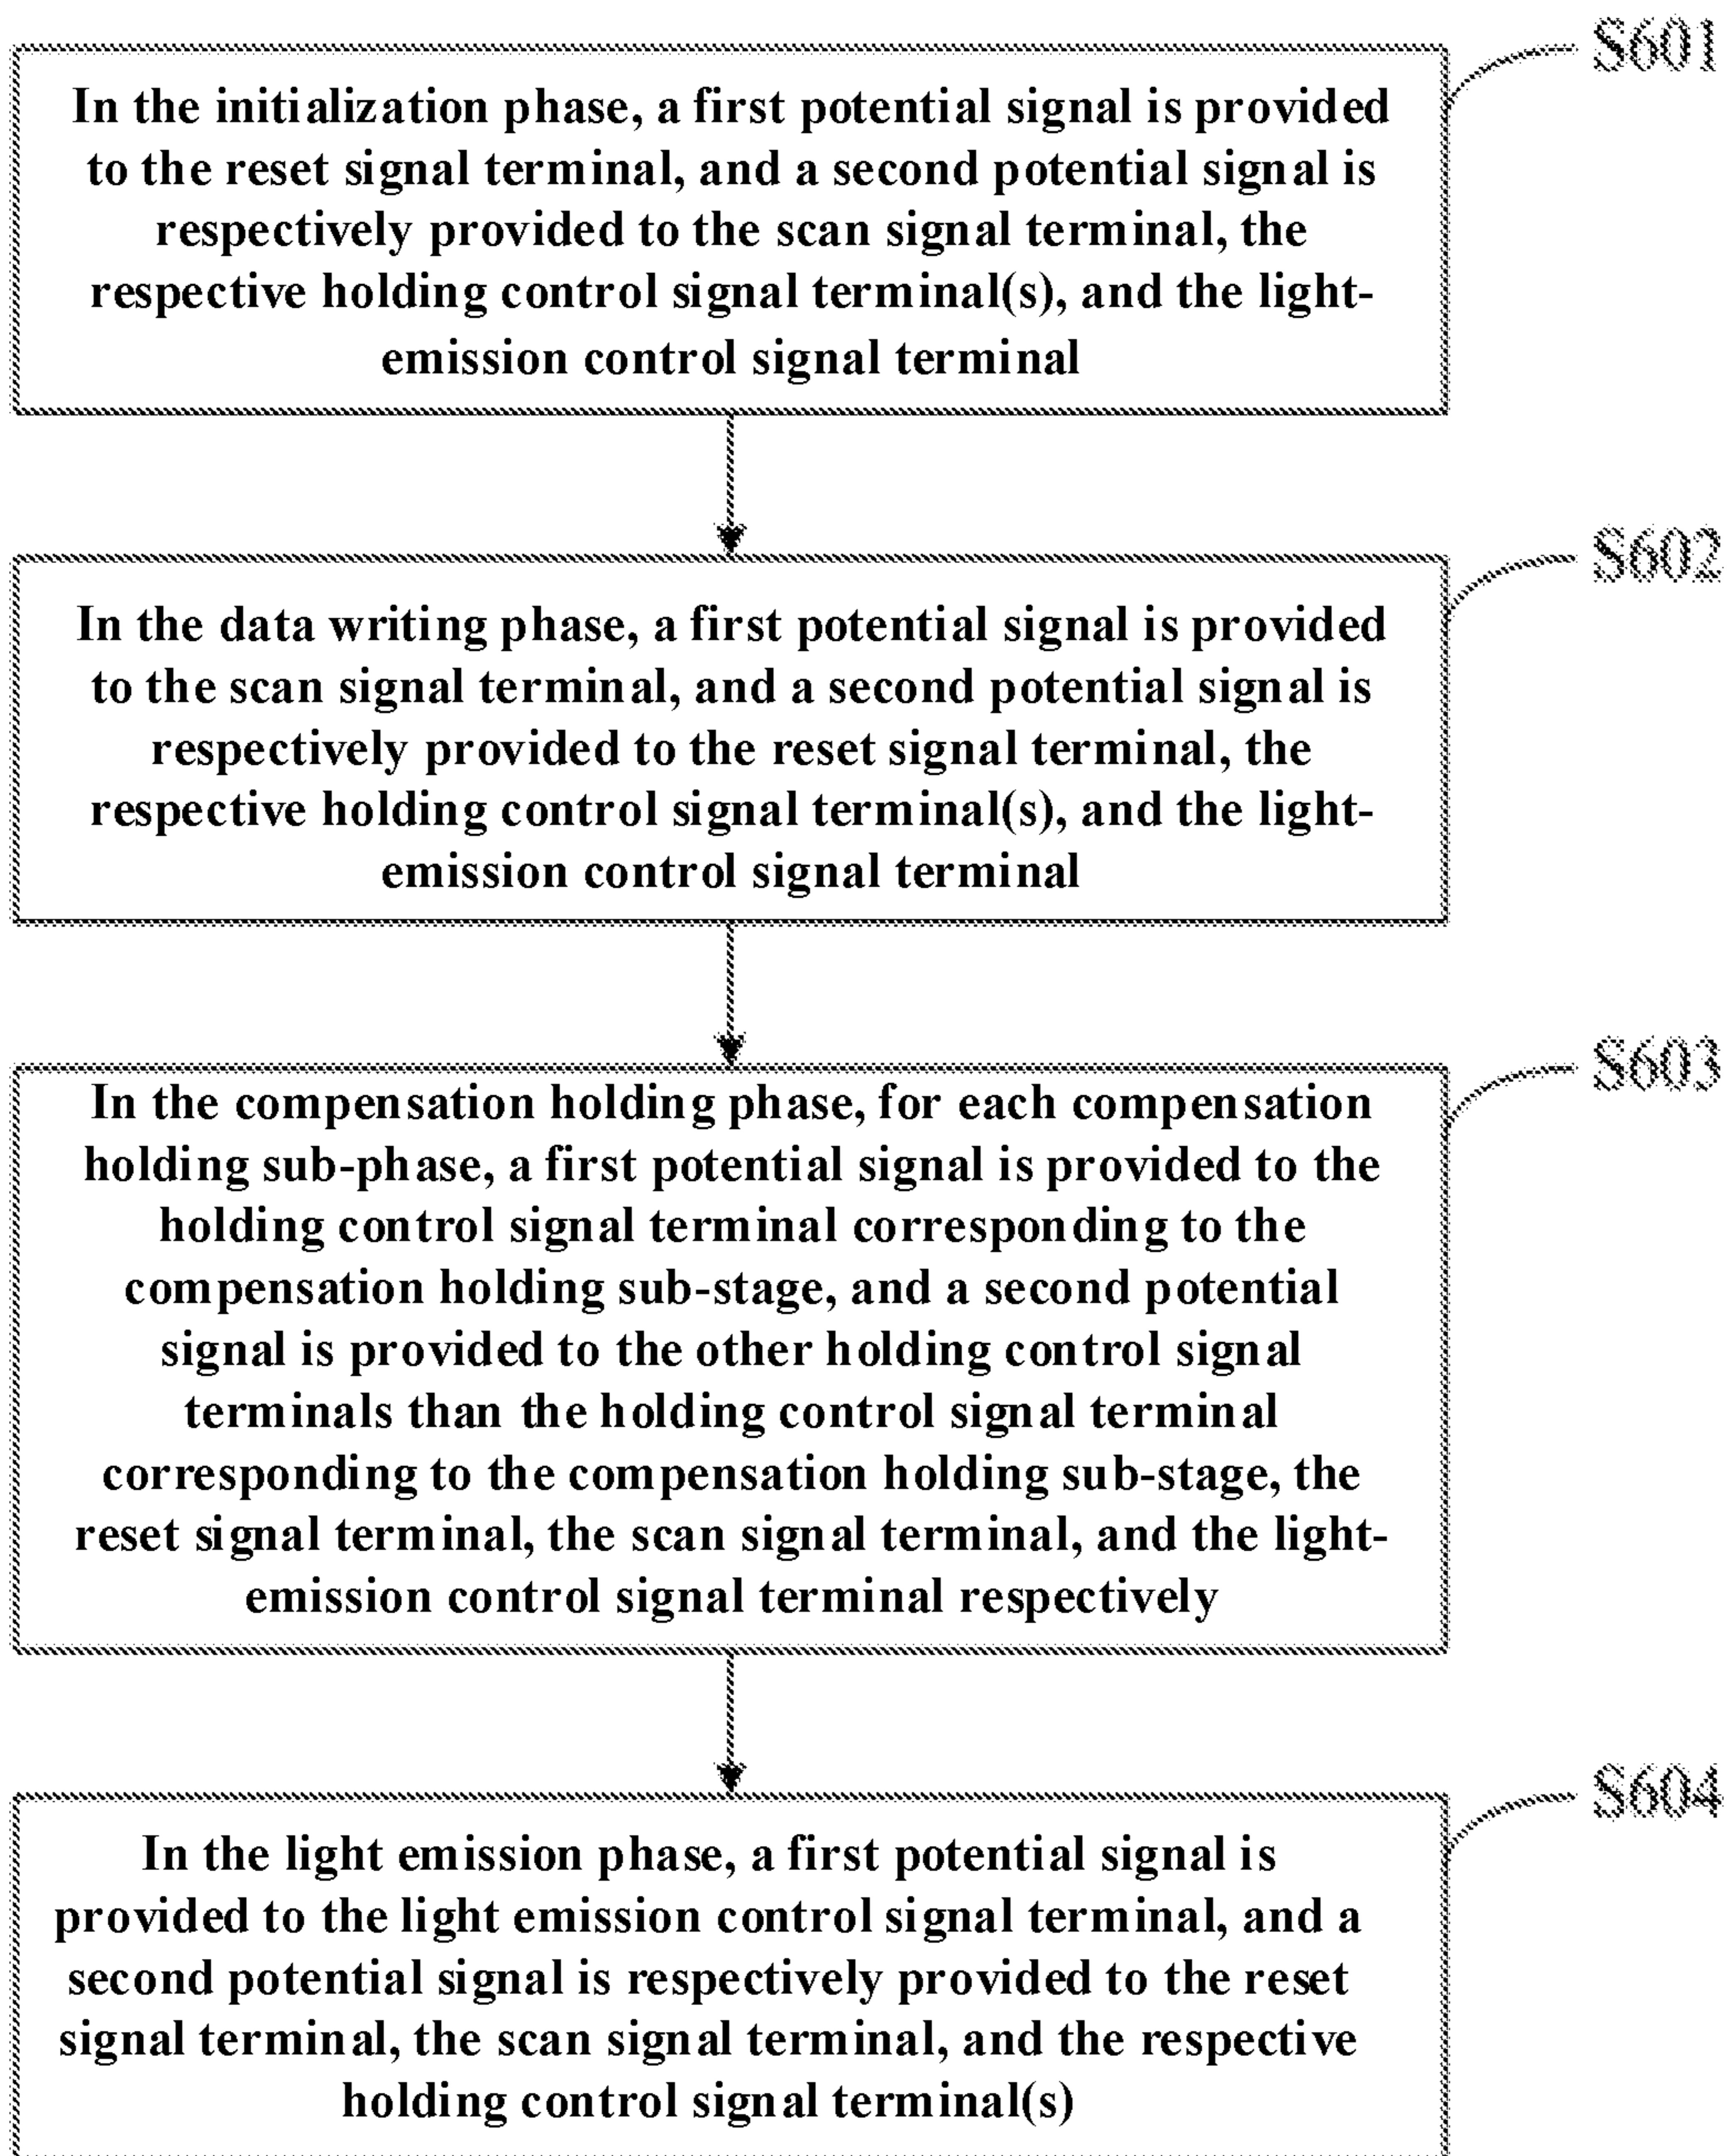 S601
In the initialization phase, a first potential signal is provided
to the reset signal terminal, and a second potential signal is
respectively provided to the scan signal terminal, the
respective holding control signal terminal(s), and the light-
emission control signal terminal
S602
In the data writing phase, a first potential signal is provided
to the scan signal terminal, and a second potential signal is
respectively provided to the reset signal terminal, the
respective holding control signal terminal(s), and the light-
emission control signal terminal
S603
In the compensation holding phase, for each compensation
holding sub-phase, a first potential signal is provided to the
holding control signal terminal corresponding to the
compensation holding sub-stage, and a second potential
signal is provided to the other holding control signal
terminals than the holding control signal terminal
corresponding to the compensation holding sub-stage, the
reset signal terminal, the scan signal terminal, and the light-
emission control signal terminal respectively
S604
In the light emission phase, a first potential signal is
provided to the light emission control signal terminal, and a
second potential signal is respectively provided to the reset
signal terminal, the scan signal terminal, and the respective
holding control signal terminal(s)